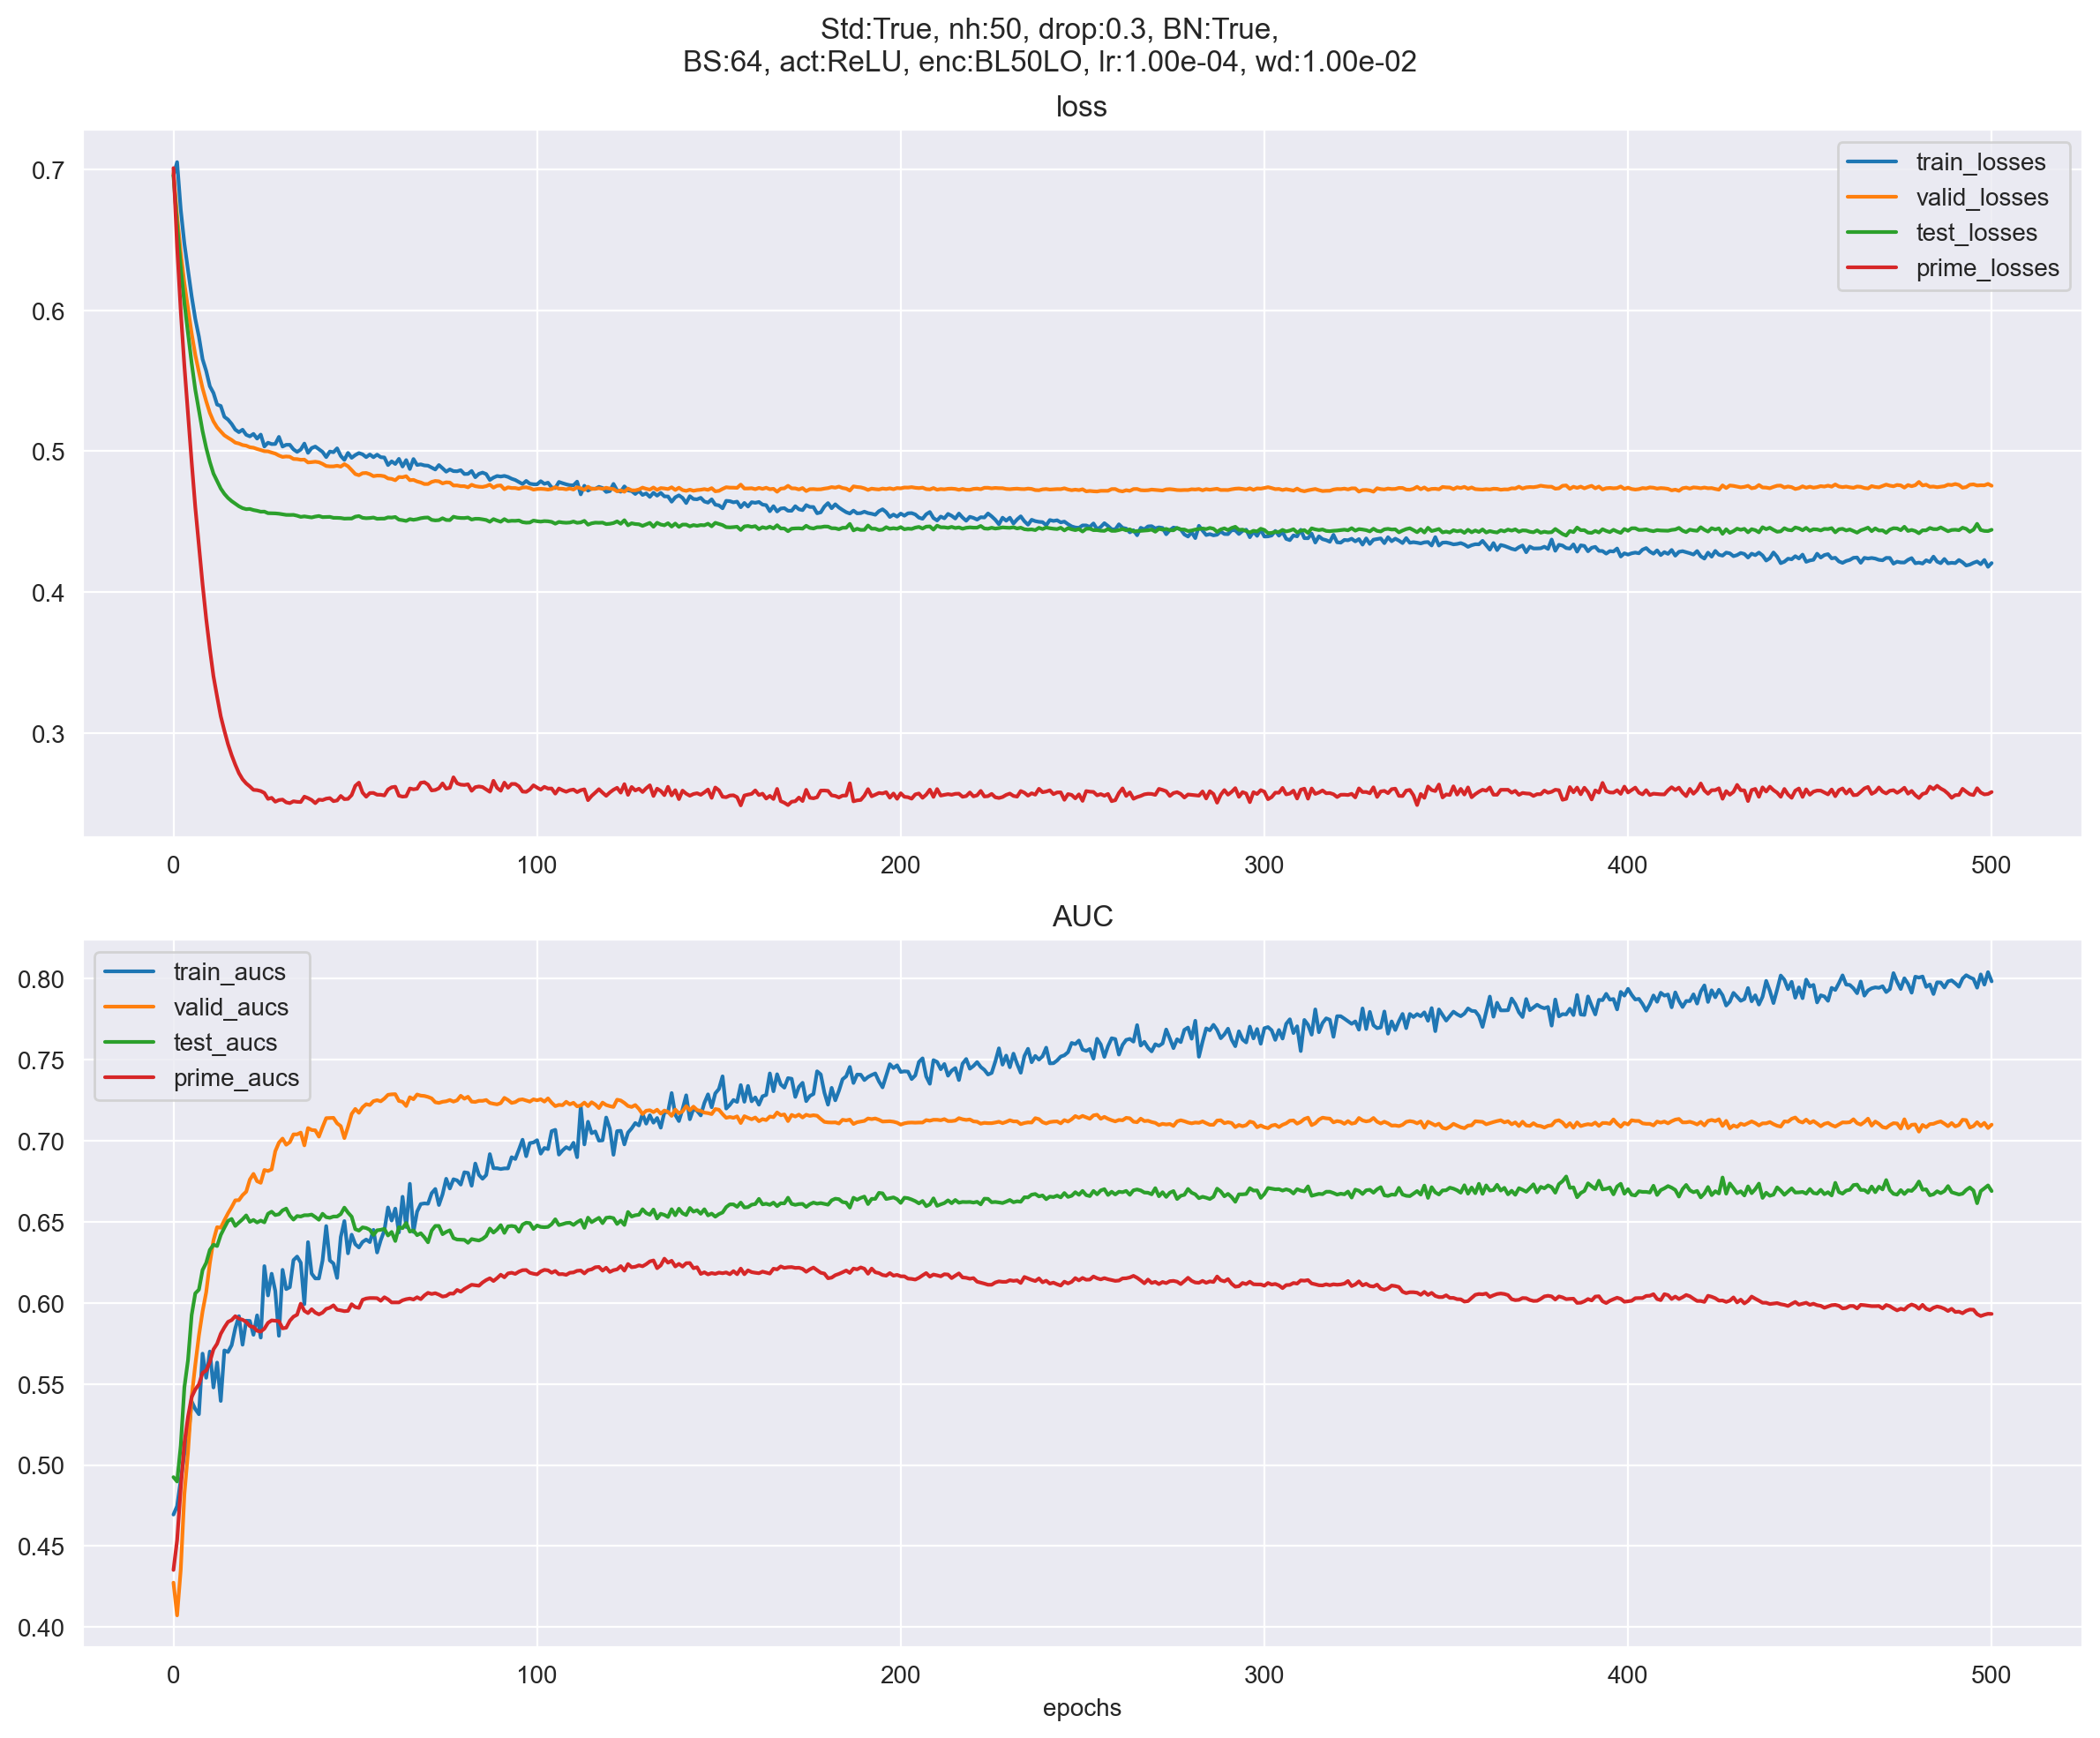 Std:True, nh:50, drop:0.3, BN:True,
BS:64, act:ReLU, enc:BL50LO, lr:1.00e-04, wd:1.00e-02
loss
0.7
0.6
0.5
0.4
0.3
train_losses
valid_losses
test_losses
prime_losses
0 100 200 300 400 500
AUC
0.80
0.75
0.70
0.65
0.60
0.55
0.50
0.45
0.40
train_aucs
valid_aucs
test_aucs
prime_aucs
0 100 200 300 400 500
epochs